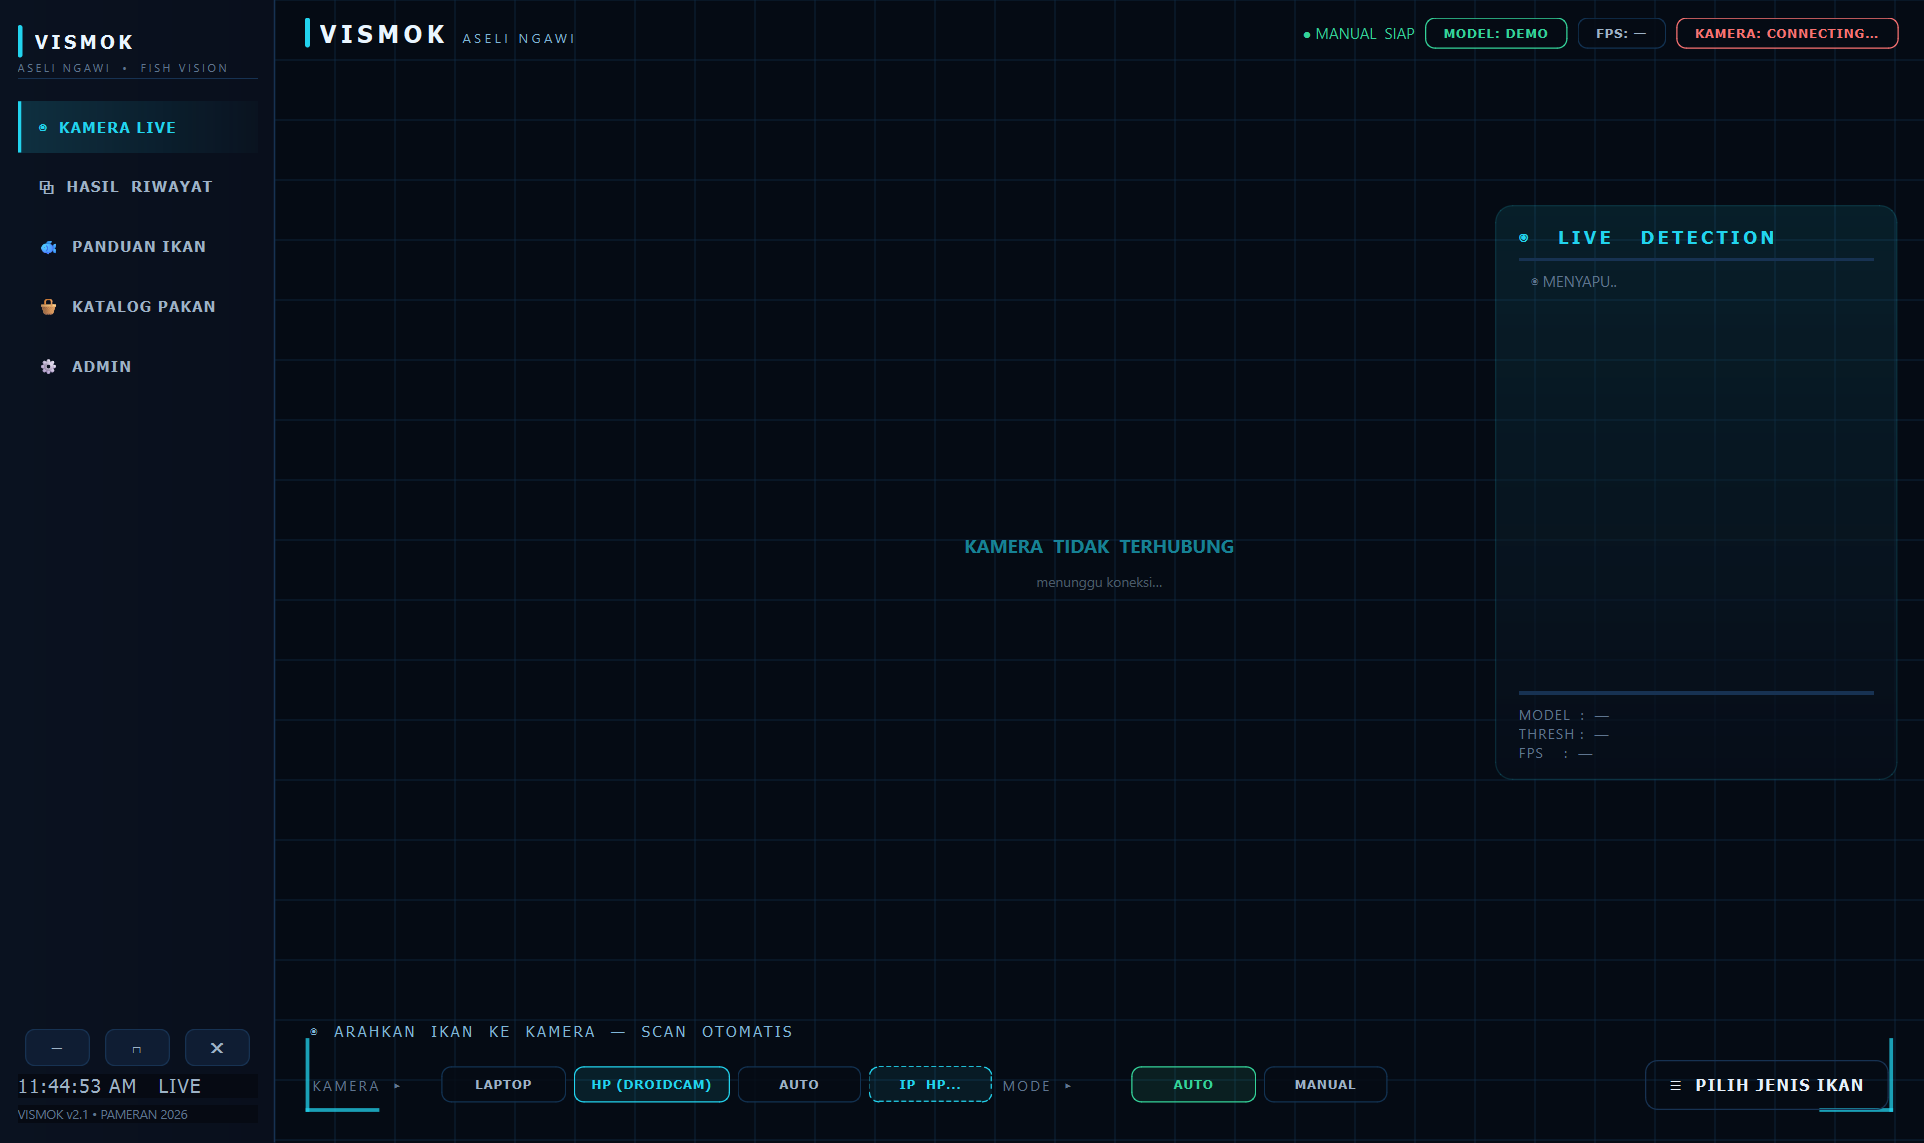 VISMOK
ASELI NGAWI • FISH VISION
KAMERA LIVE
HASIL RIWAYAT
PANDUAN IKAN
KATALOG PAKAN
ADMIN
11:44:53 AM LIVE
VISMOK v2.1 • PAMERAN 2026
VISMOK ASELI NGAWI
● MANUAL SIAP
MODEL: DEMO
FPS: —
KAMERA: CONNECTING...
KAMERA TIDAK TERHUBUNG
menunggu koneksi...
LIVE DETECTION
MENYAPU..
MODEL : —
THRESH : —
FPS : —
ARAHKAN IKAN KE KAMERA — SCAN OTOMATIS
KAMERA ▸ LAPTOP HP (DROIDCAM) AUTO IP HP... MODE ▸ AUTO MANUAL
☰ PILIH JENIS IKAN